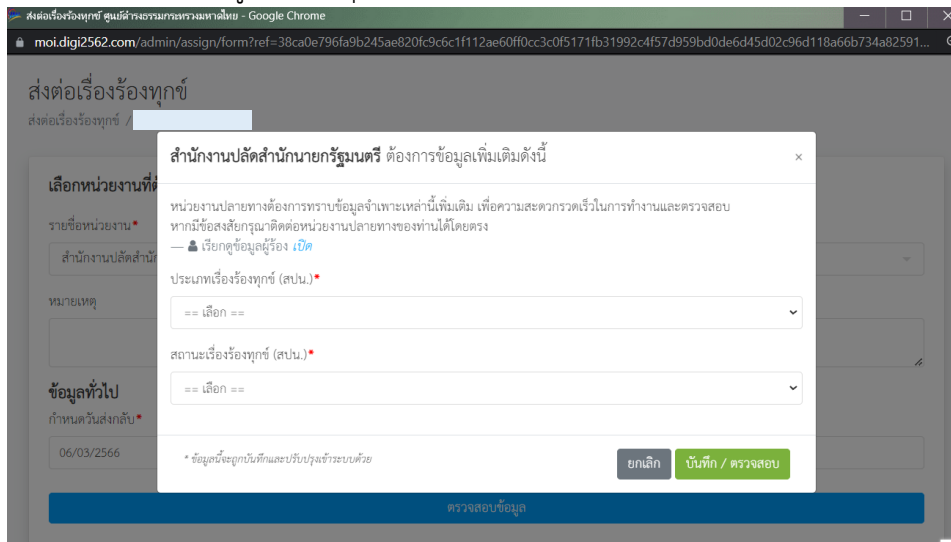 ส่งต่อเรื่องร้องทุกข์ ศูนย์ดำรงธรรมกระทรวงมหาดไทย - Google Chrome
moi.digi2562.com/admin/assign/form?ref=38ca0e796fa9b245ae820fc9c6c1f112ae60ff0cc3c0f5171fb31992c4f57d959bd0de6d45d02c96d118a66b734a82591...
ส่งต่อเรื่องร้องทุกข์
ส่งต่อเรื่องร้องทุกข์ /
สำนักงานปลัดสำนักนายกรัฐมนตรี ต้องการข้อมูลเพิ่มเติมดังนี้ ×
เลือกหน่วยงานที่
หน่วยงานปลายทางต้องการทราบข้อมูลจำเพาะเหล่านี้เพิ่มเติม เพื่อความสะดวกรวดเร็วในการทำงานและตรวจสอบ
รายชื่อหน่วยงาน*
หากมีข้อสงสัยกรุณาติดต่อหน่วยงานปลายทางของท่านได้โดยตรง
— เรียกดูข้อมูลผู้ร้อง เปิด
สำนักงานปลัดสำนัก
ประเภทเรื่องร้องทุกข์ (สปน.)*
หมายเหตุ
== เลือก ==
สถานะเรื่องร้องทุกข์ (สปน.)*
== เลือก ==
ข้อมูลทั่วไป
กำหนดวันส่งกลับ*
06/03/2566
* ข้อมูลนี้จะถูกบันทึกและปรับปรุงเข้าระบบด้วย
ยกเลิก บันทึก / ตรวจสอบ
ตรวจสอบข้อมูล